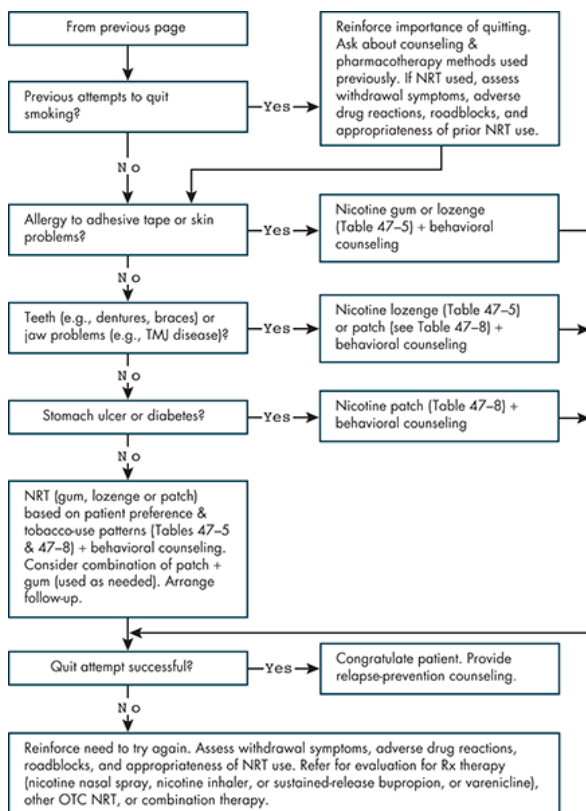 From previous page
Previous attempts to quit
smoking?
Yes
Reinforce importance of quitting.
Ask about counseling &
pharmacotherapy methods used
previously. If NRT used, assess
withdrawal symptoms, adverse
drug reactions, roadblocks, and
appropriateness of prior NRT use.
No
Allergy to adhesive tape or skin
problems?
Yes
Nicotine gum or lozenge
(Table 47–5) + behavioral
counseling
No
Teeth (e.g., dentures, braces) or
jaw problems (e.g., TMJ disease)?
Yes
Nicotine lozenge (Table 47–5)
or patch (see Table 47–8) +
behavioral counseling
No
Stomach ulcer or diabetes?
Yes
Nicotine patch (Table 47–8) +
behavioral counseling
No
NRT (gum, lozenge or patch)
based on patient preference &
tobacco-use patterns (Tables 47–5
& 47–8) + behavioral counseling.
Consider combination of patch +
gum (used as needed). Arrange
follow-up.
Quit attempt successful?
Yes
Congratulate patient. Provide
relapse-prevention counseling.
No
Reinforce need to try again. Assess withdrawal symptoms, adverse drug reactions,
roadblocks, and appropriateness of NRT use. Refer for evaluation for Rx therapy
(nicotine nasal spray, nicotine inhaler, or sustained-release bupropion, or varenicline),
other OTC NRT, or combination therapy.